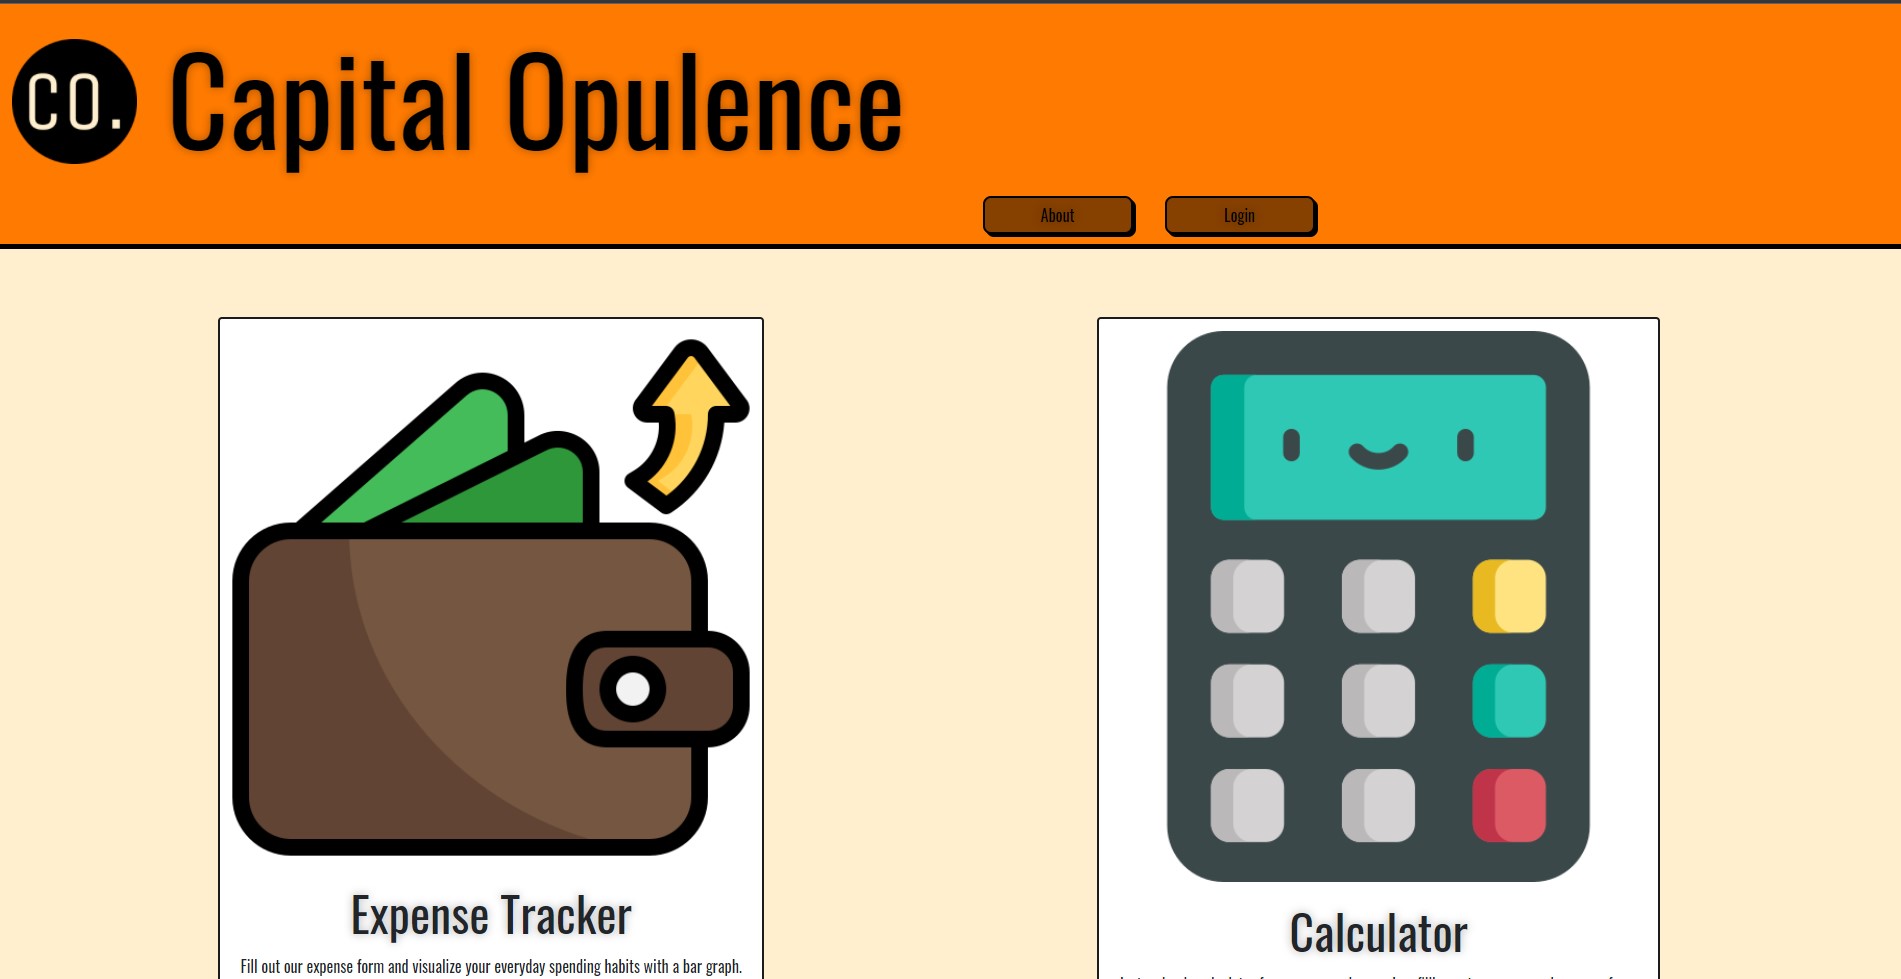 CO.
Capital Opulence
About
Login
Expense Tracker
Fill out our expense form and visualize your everyday spending habits with a bar graph.
Calculator